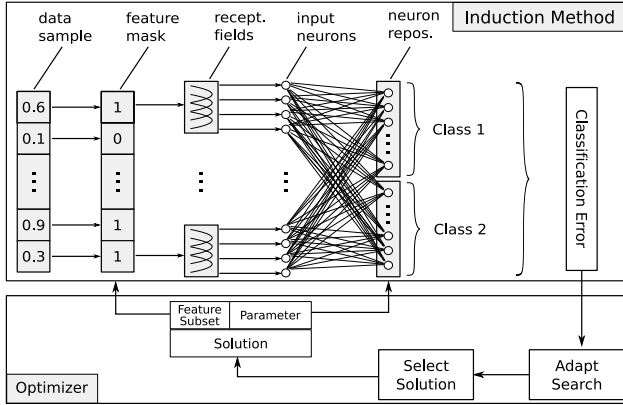 data sample
feature mask
recept. fields
input neurons
neuron repos.
Induction Method
0.6
0.1
0.9
0.3
1
0
1
1
Class 1
Class 2
Classification Error
Feature Subset
Parameter
Solution
Select Solution
Adapt Search
Optimizer